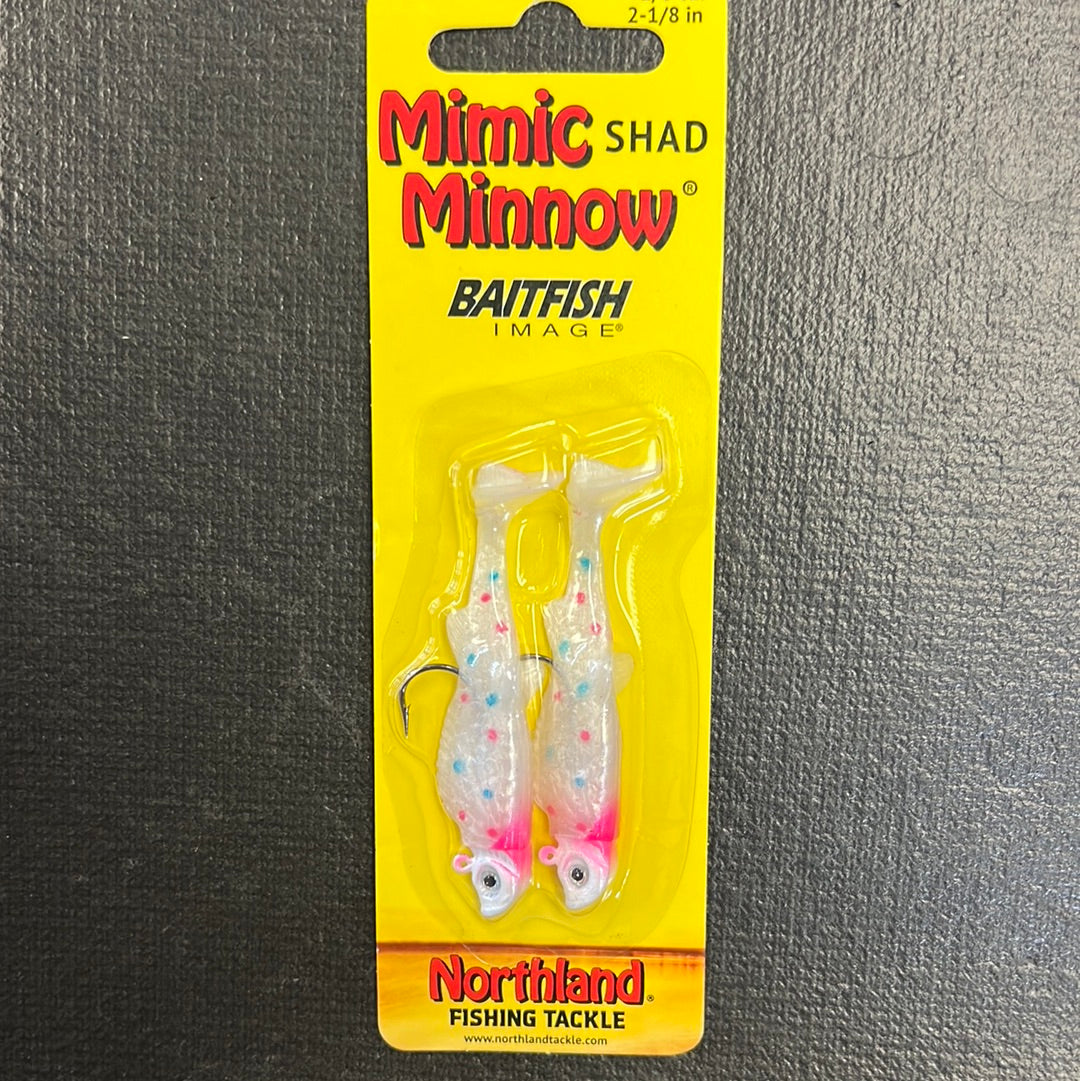 2-1/8 in
Mimic SHAD
Minnow®
BAITFISH
IMAGE®
Northland®
FISHING TACKLE
www.northlandtackle.com